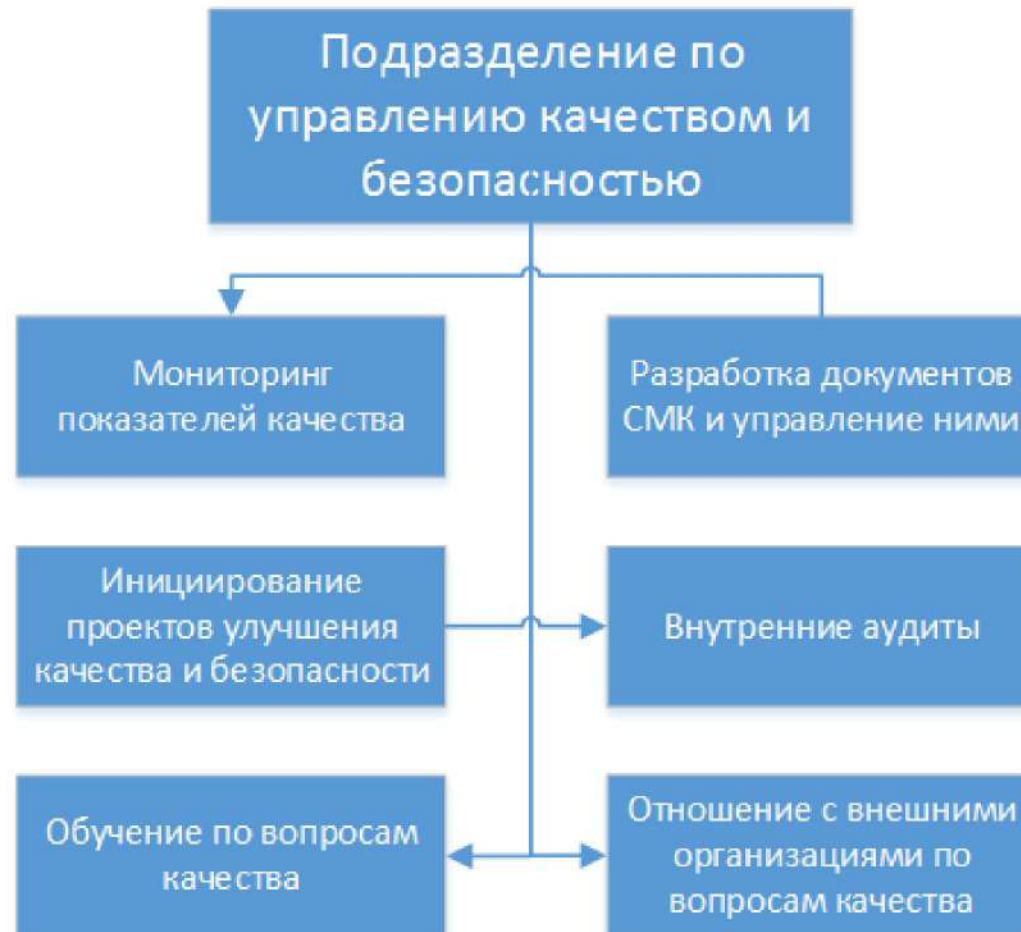 Подразделение по
управлению качеством и
безопасностью
Мониторинг
показателей качества
Разработка документов
СМК и управление ними
Инициирование
проектов улучшения
качества и безопасности
Внутренние аудиты
Обучение по вопросам
качества
Отношение с внешними
организациями по
вопросам качества